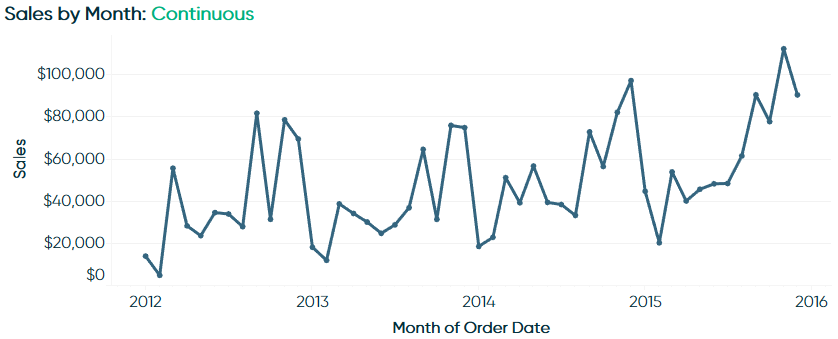 Sales by Month: Continuous
$100,000
$80,000
$60,000
$40,000
$20,000
$0
Sales
2012 2013 2014 2015 2016
Month of Order Date